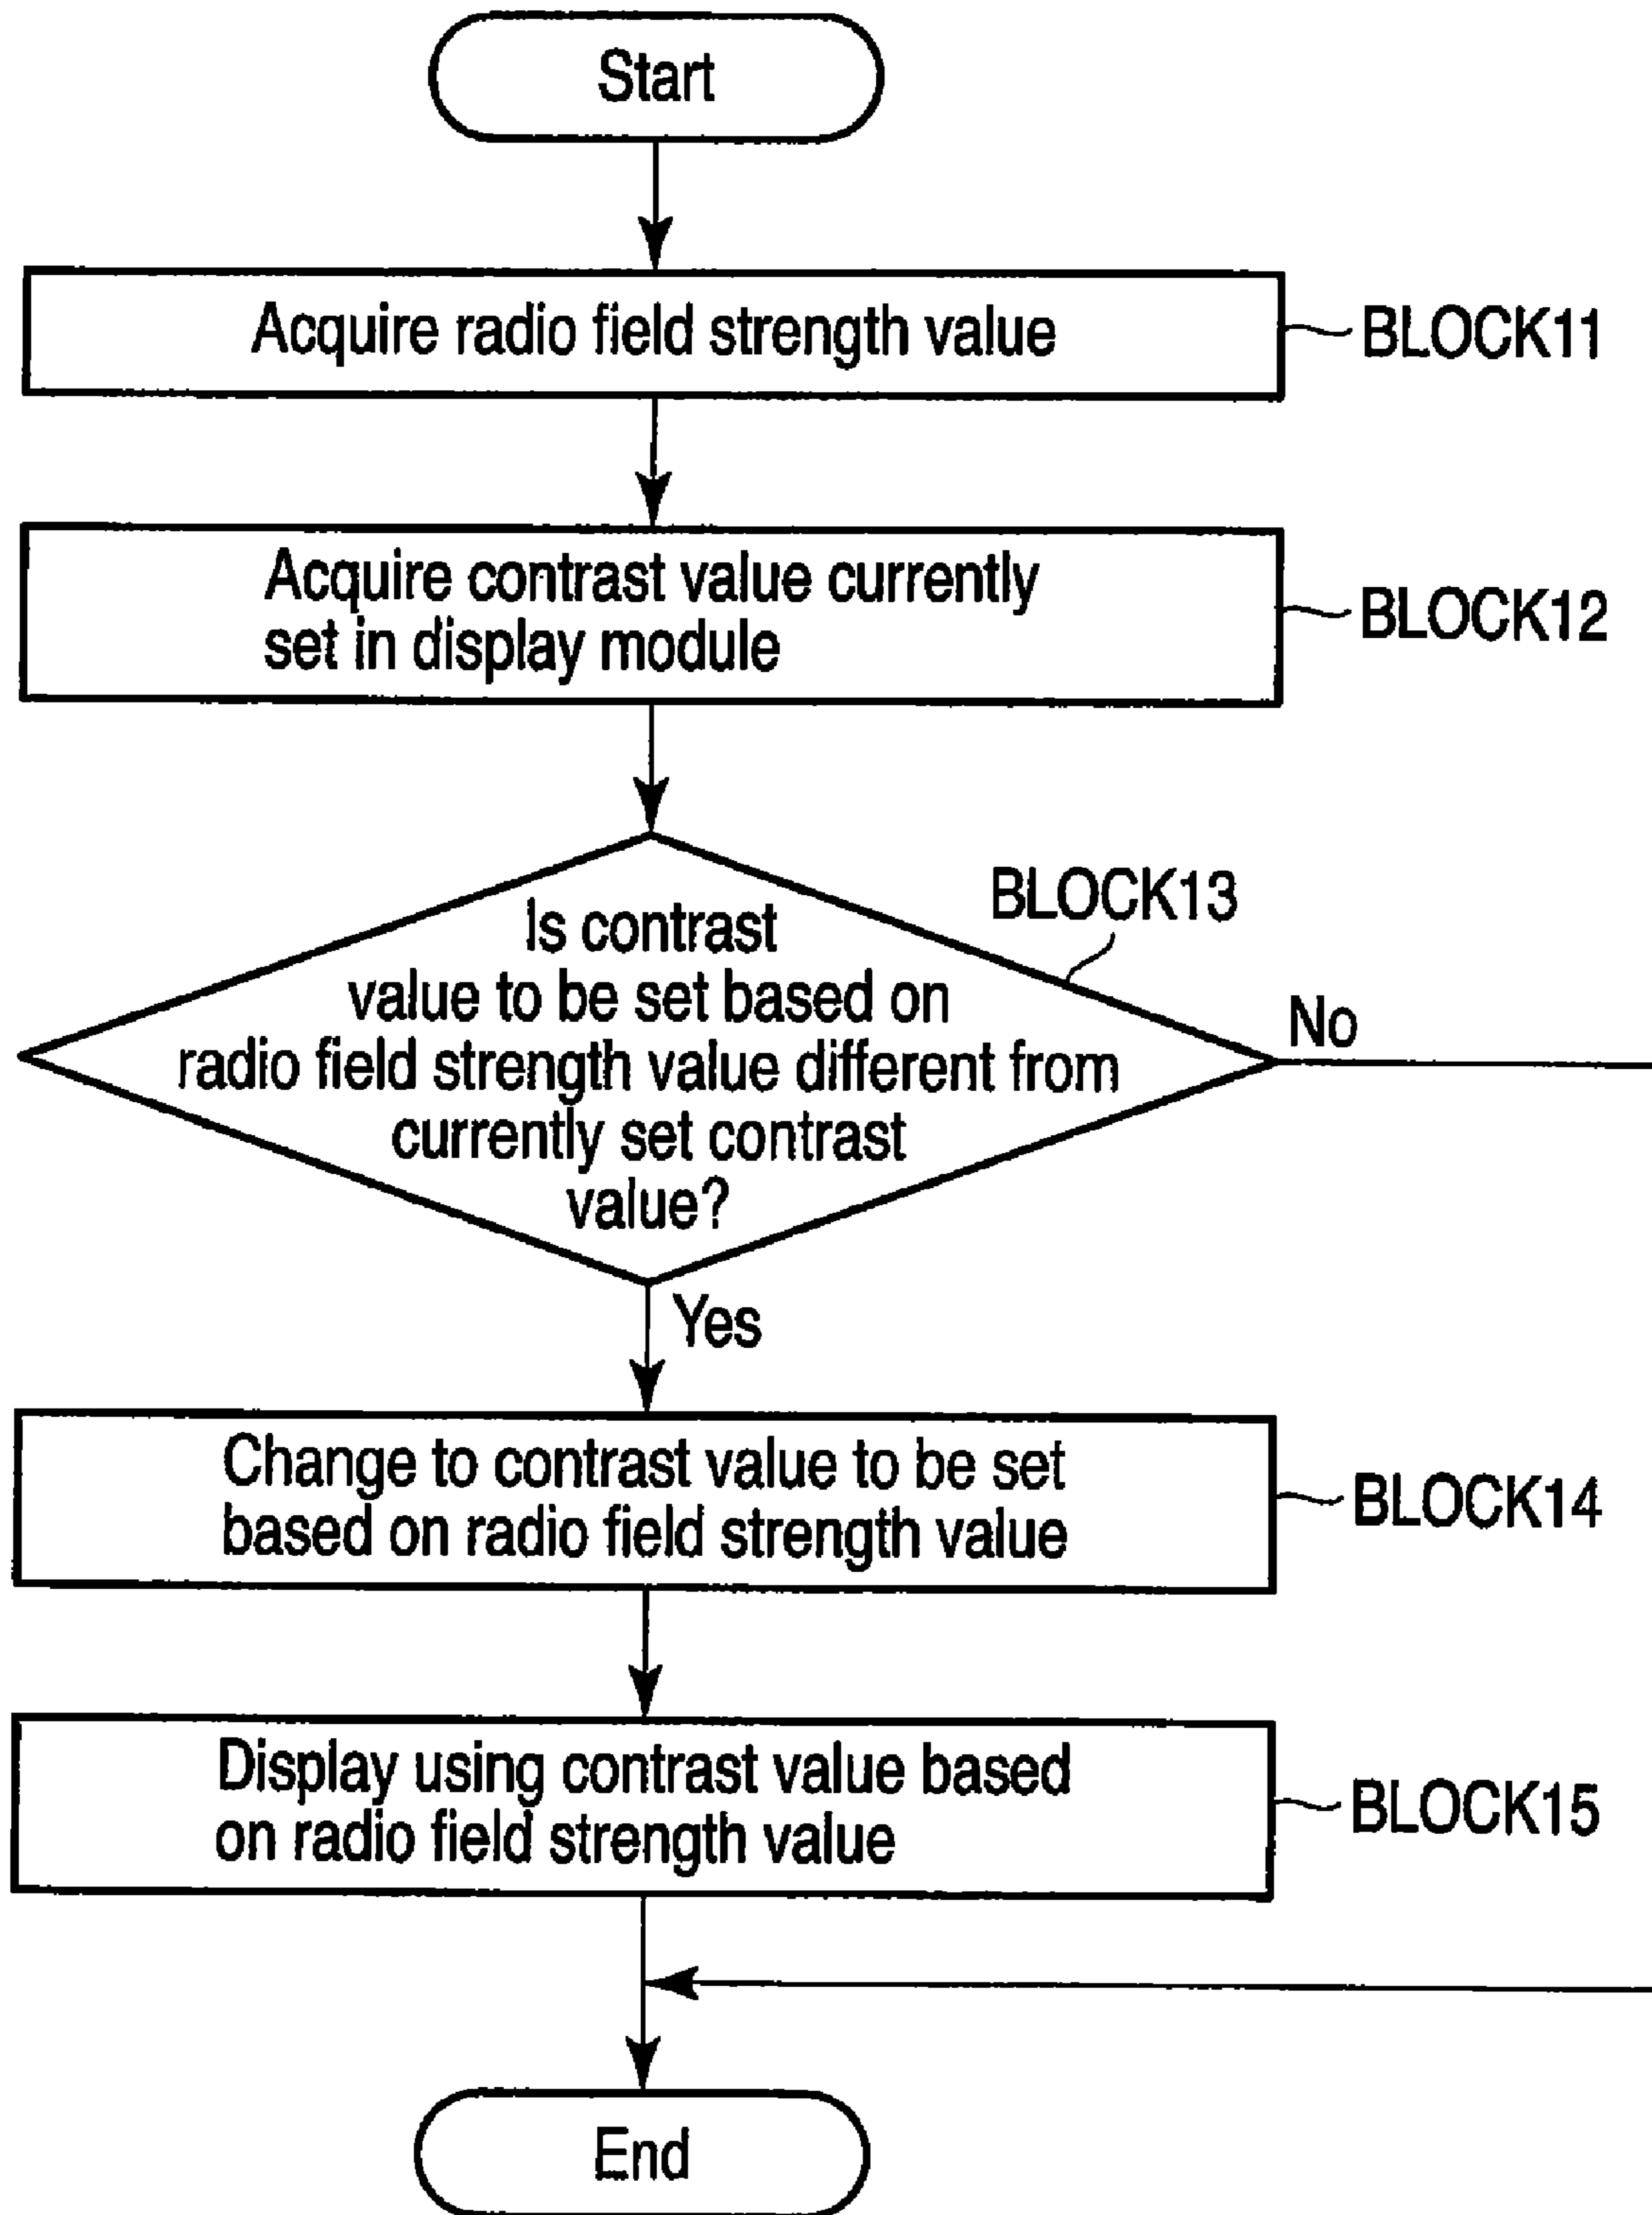 Start
Acquire radio field strength value
BLOCK11
Acquire contrast value currently
set in display module
BLOCK12
BLOCK13
Is contrast
value to be set based on
radio field strength value different from
currently set contrast
value?
No
Yes
Change to contrast value to be set
based on radio field strength value
BLOCK14
Display using contrast value based
on radio field strength value
BLOCK15
End